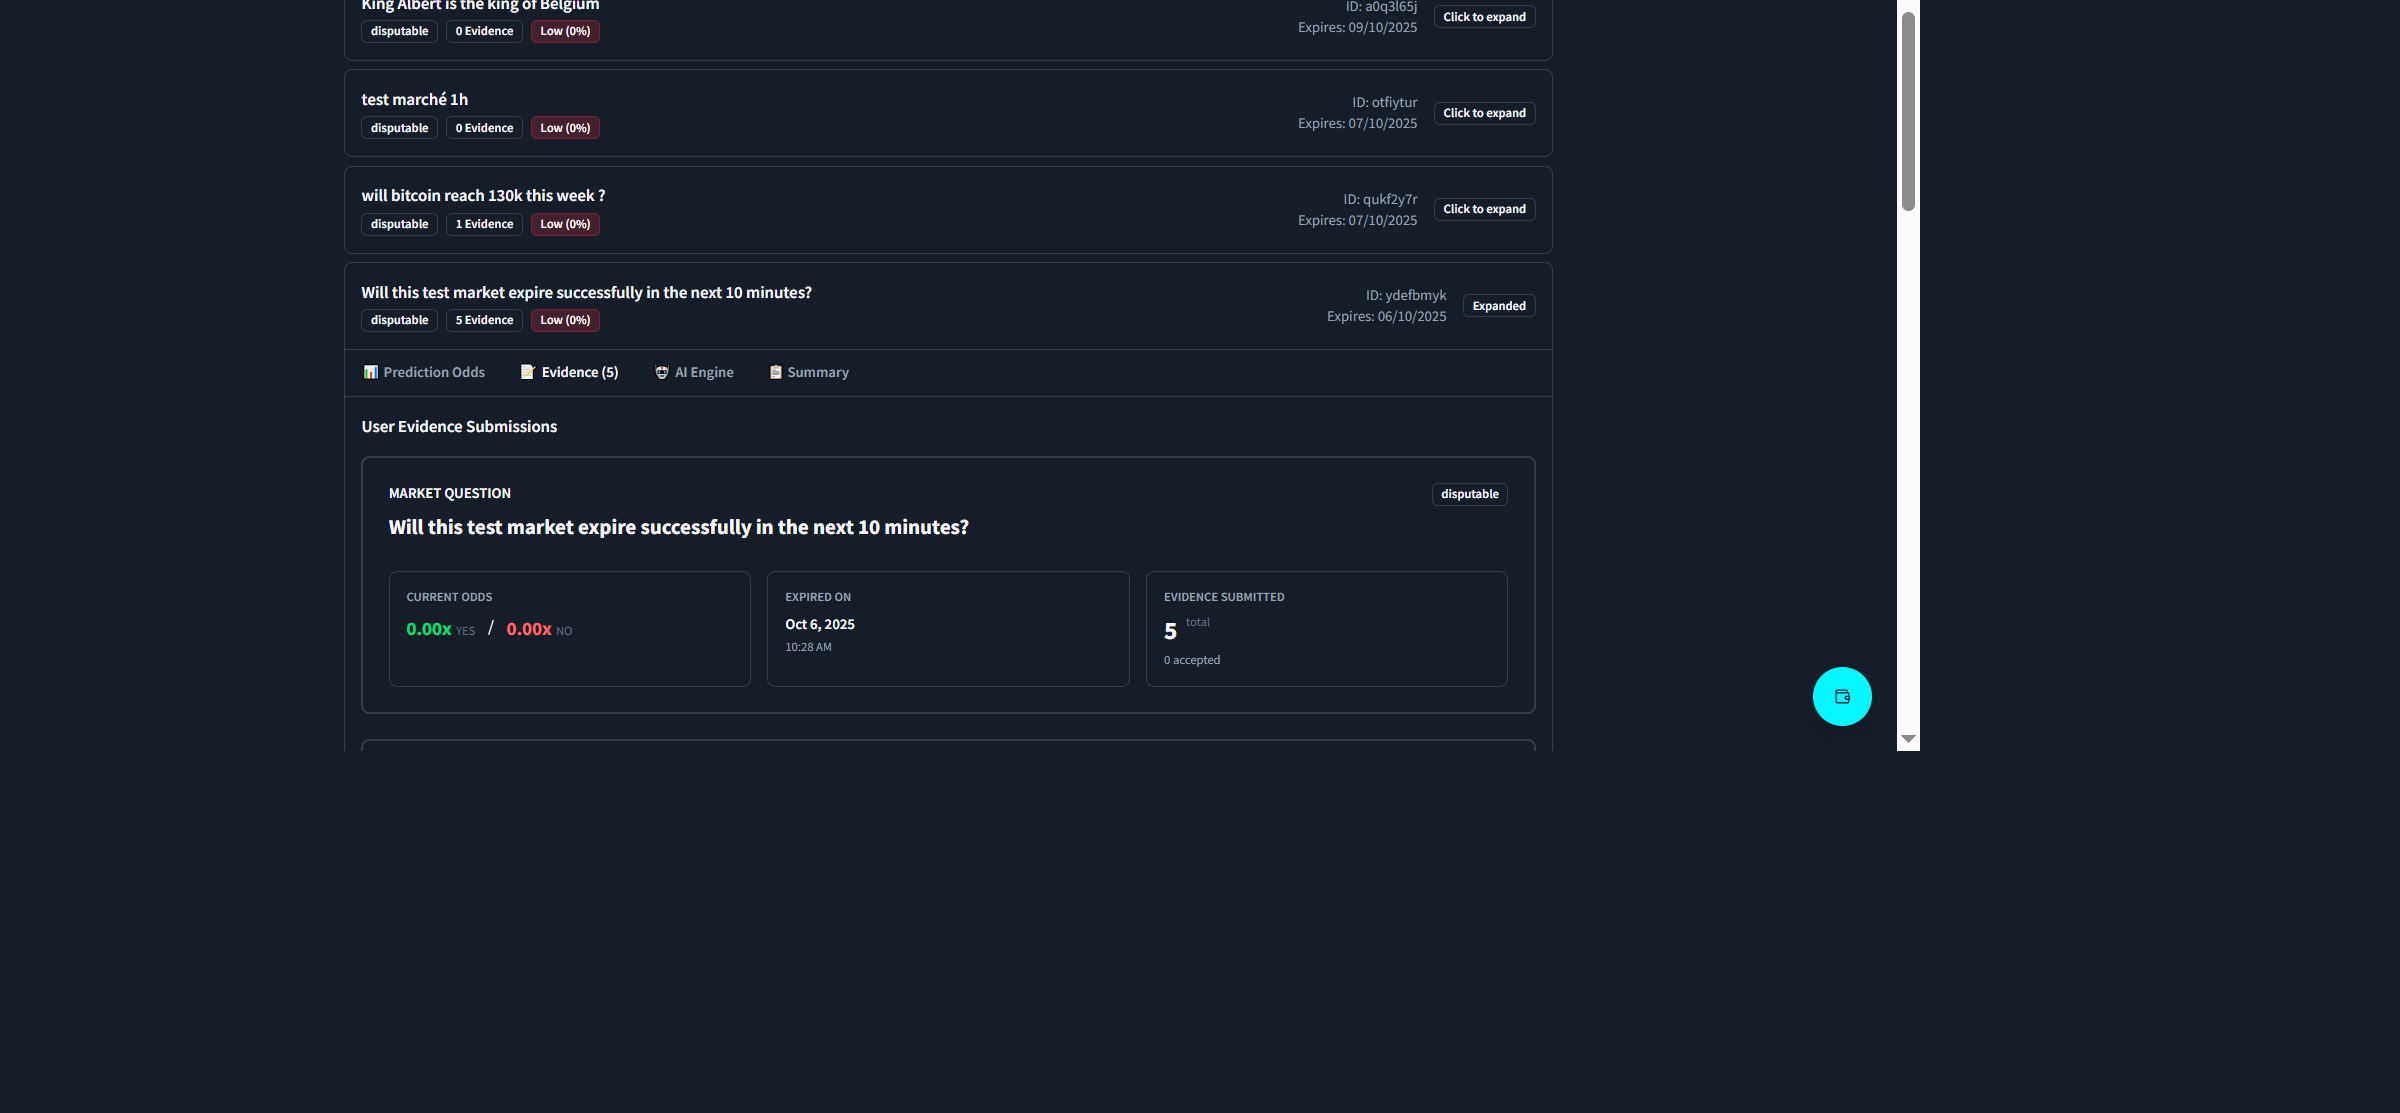 King Albert is the king of Belgium
disputable 0 Evidence Low (0%)
ID: a0q3l65j
Expires: 09/10/2025
Click to expand
test marché 1h
disputable 0 Evidence Low (0%)
ID: otfiytur
Expires: 07/10/2025
Click to expand
will bitcoin reach 130k this week ?
disputable 1 Evidence Low (0%)
ID: qukf2y7r
Expires: 07/10/2025
Click to expand
Will this test market expire successfully in the next 10 minutes?
disputable 5 Evidence Low (0%)
ID: ydefbmyk
Expires: 06/10/2025
Expanded
Prediction Odds Evidence (5) AI Engine Summary
User Evidence Submissions
MARKET QUESTION
disputable
Will this test market expire successfully in the next 10 minutes?
CURRENT ODDS
0.00x YES / 0.00x NO
EXPIRED ON
Oct 6, 2025
10:28 AM
EVIDENCE SUBMITTED
5 total
0 accepted